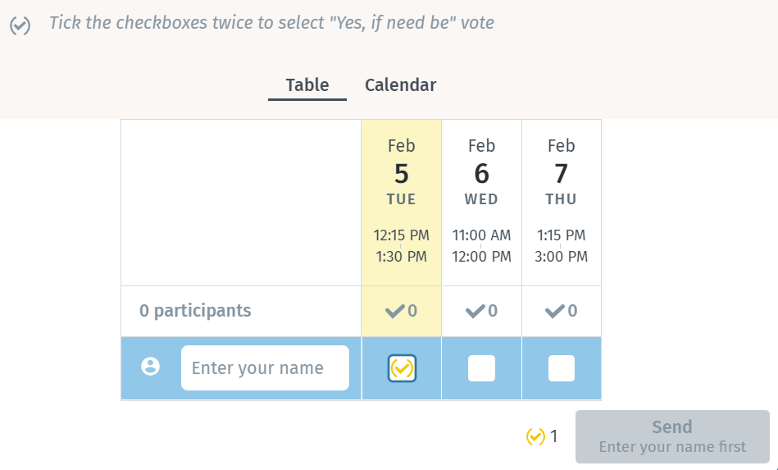 Tick the checkboxes twice to select "Yes, if need be" vote
Table Calendar
Feb Feb Feb
5 6 7
TUE WED THU
12:15 PM 11:00 AM 1:15 PM
1:30 PM 12:00 PM 3:00 PM
0 participants 0 0 0
Enter your name
1 Send
Enter your name first